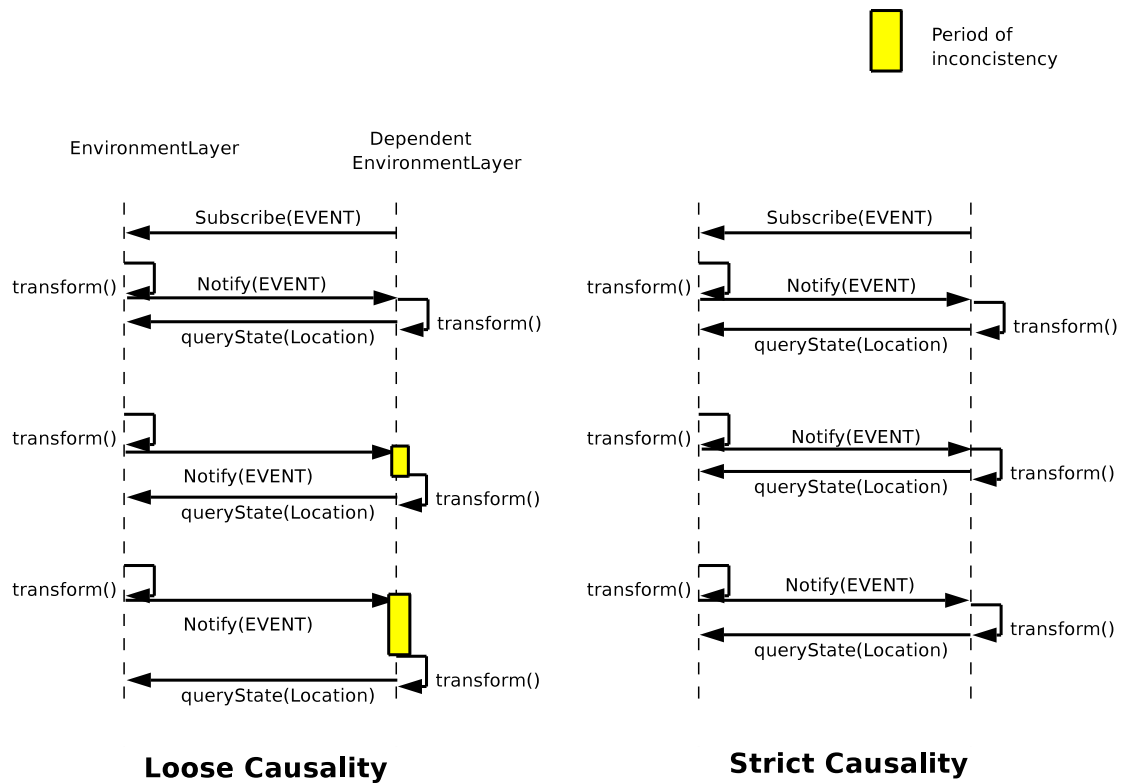 Period of
inconcistency
EnvironmentLayer
Dependent
EnvironmentLayer
Subscribe(EVENT)
transform()
Notify(EVENT)
queryState(Location)
transform()
transform()
Notify(EVENT)
queryState(Location)
transform()
transform()
Notify(EVENT)
queryState(Location)
transform()
Loose Causality
Subscribe(EVENT)
transform()
Notify(EVENT)
queryState(Location)
transform()
transform()
Notify(EVENT)
queryState(Location)
transform()
transform()
Notify(EVENT)
queryState(Location)
transform()
Strict Causality